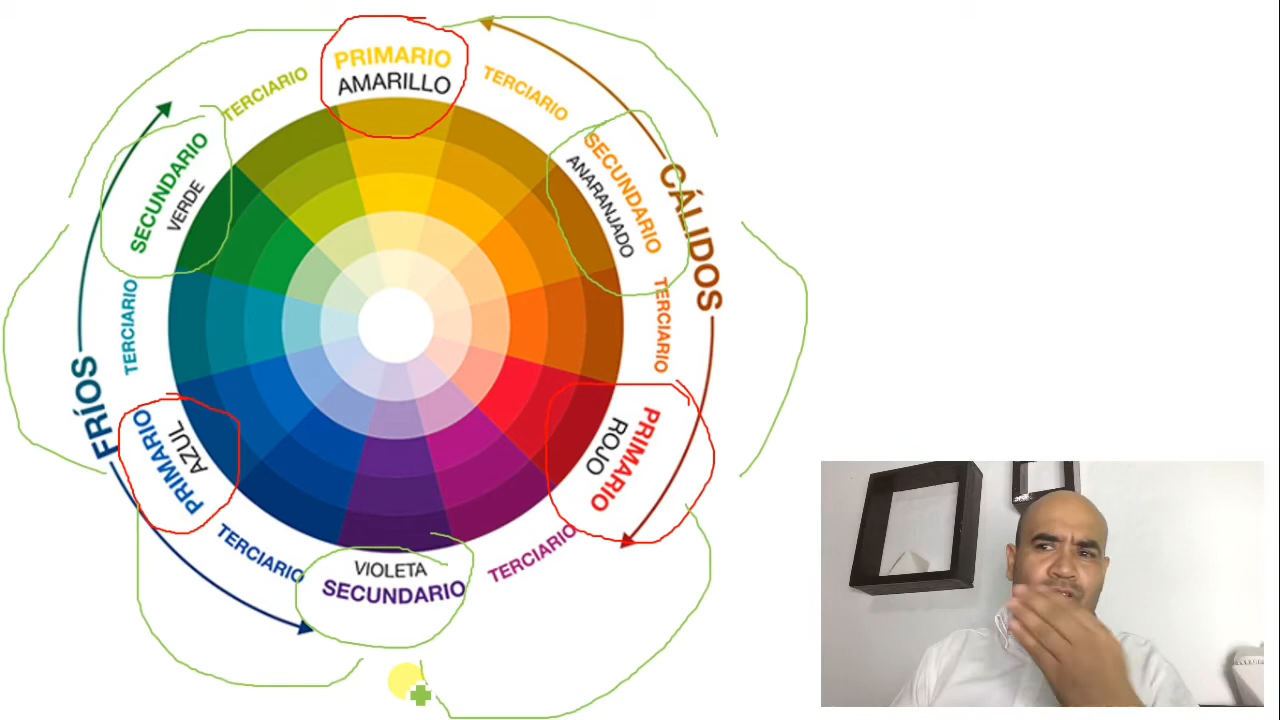 PRIMARIO
AMARILLO
TERCIARIO
SECUNDARIO
ANARANJADO
CÁLIDOS
TERCIARIO
PRIMARIO
ROJO
TERCIARIO
VIOLETA
SECUNDARIO
TERCIARIO
PRIMARIO
AZUL
FRÍOS
TERCIARIO
SECUNDARIO
VERDE
TERCIARIO